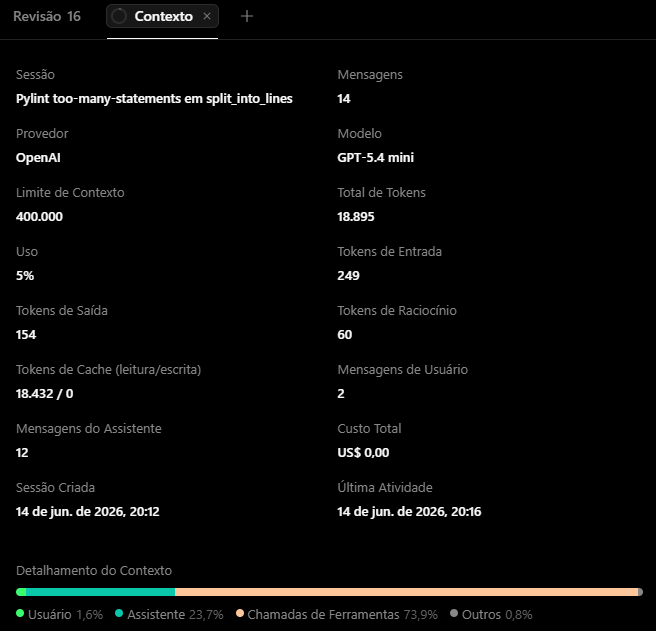 Revisão 16 Contexto × +
Sessão Mensagens
Pylint too-many-statements em split_into_lines 14
Provedor Modelo
OpenAI GPT-5.4 mini
Limite de Contexto Total de Tokens
400.000 18.895
Uso Tokens de Entrada
5% 249
Tokens de Saída Tokens de Raciocínio
154 60
Tokens de Cache (leitura/escrita) Mensagens de Usuário
18.432 / 0 2
Mensagens do Assistente Custo Total
12 US$ 0,00
Sessão Criada Última Atividade
14 de jun. de 2026, 20:12 14 de jun. de 2026, 20:16
Detalhamento do Contexto
Usuário 1,6% Assistente 23,7% Chamadas de Ferramentas 73,9% Outros 0,8%